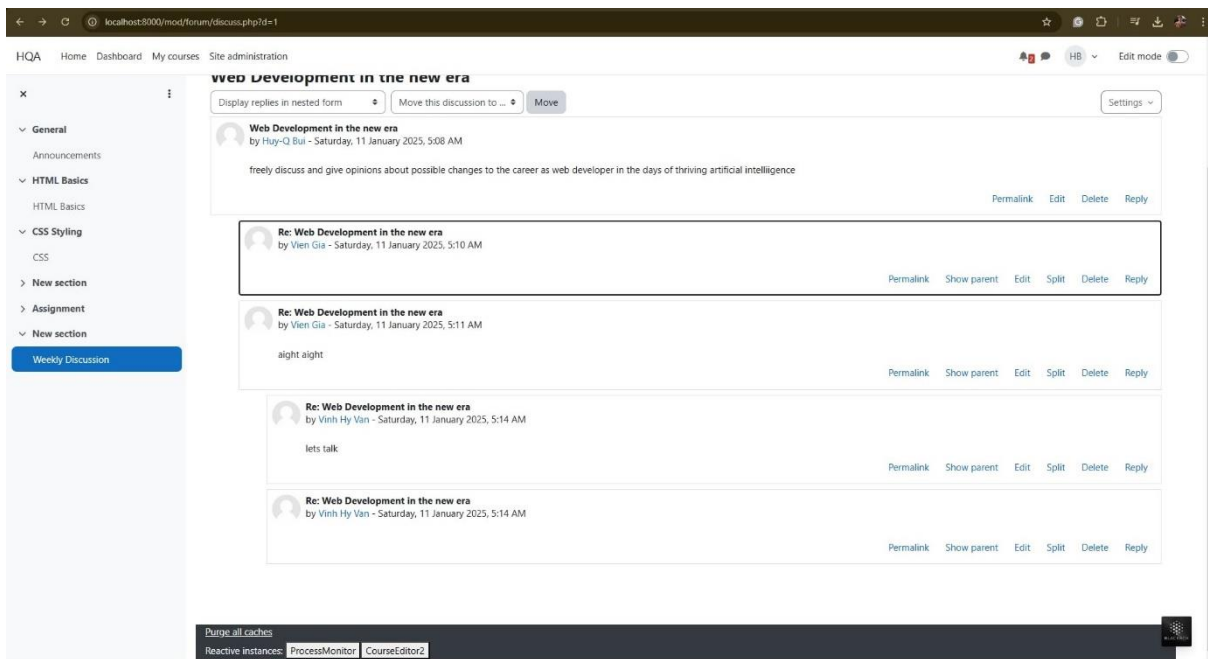 localhost:8000/mod/forum/discuss.php?d=1
HQA Home Dashboard My courses Site administration
2 HB Edit mode
Web Development in the new era
Display replies in nested form Move this discussion to ... Move Settings
General
Announcements
HTML Basics
HTML Basics
CSS Styling
CSS
New section
Assignment
New section
Weekly Discussion
Web Development in the new era
by Huy-Q Bui - Saturday, 11 January 2025, 5:08 AM
freely discuss and give opinions about possible changes to the career as web developer in the days of thriving artificial intelliigence
Permalink Edit Delete Reply
Re: Web Development in the new era
by Vien Gia - Saturday, 11 January 2025, 5:10 AM
Permalink Show parent Edit Split Delete Reply
Re: Web Development in the new era
by Vien Gia - Saturday, 11 January 2025, 5:11 AM
aight aight
Permalink Show parent Edit Split Delete Reply
Re: Web Development in the new era
by Vinh Hy Van - Saturday, 11 January 2025, 5:14 AM
lets talk
Permalink Show parent Edit Split Delete Reply
Re: Web Development in the new era
by Vinh Hy Van - Saturday, 11 January 2025, 5:14 AM
Permalink Show parent Edit Split Delete Reply
Purge all caches
Reactive instances: ProcessMonitor CourseEditor2